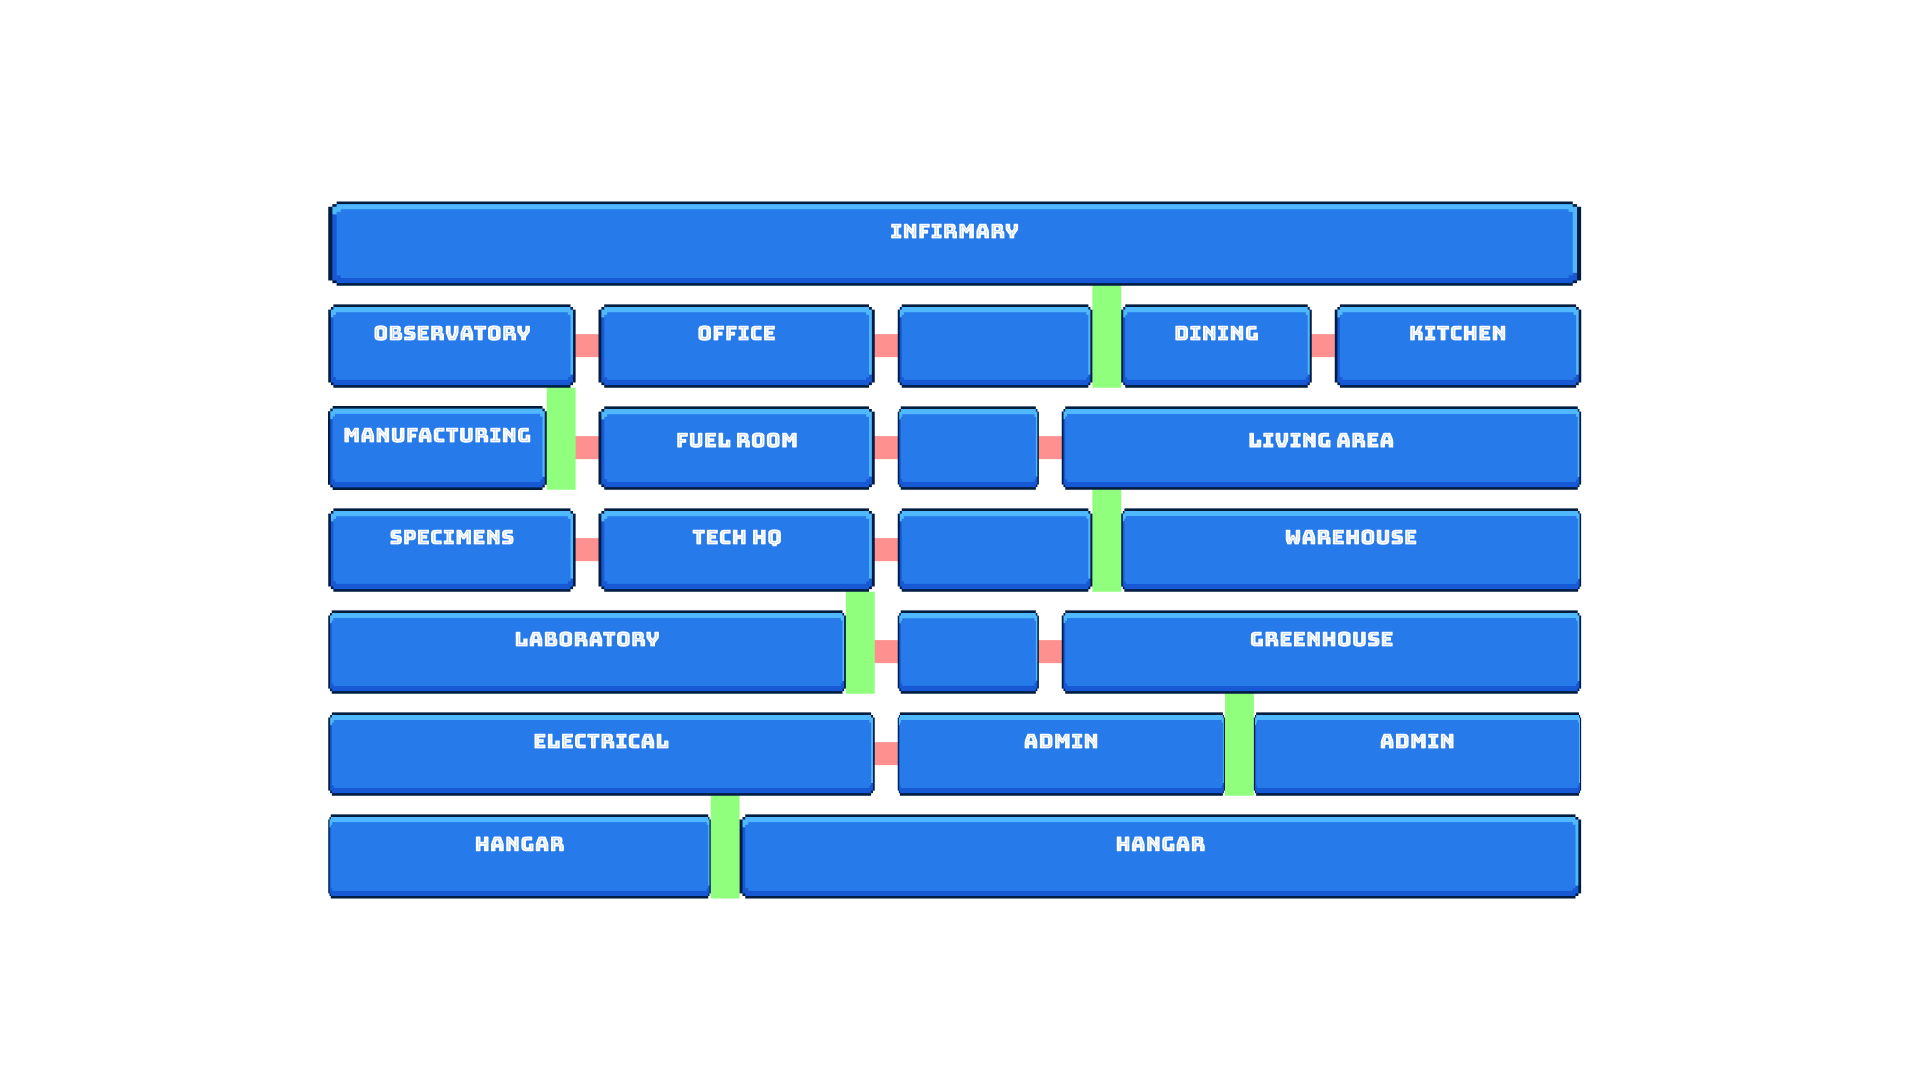 INFIRMARY
OBSERVATORY
OFFICE
DINING
KITCHEN
MANUFACTURING
FUEL ROOM
LIVING AREA
SPECIMENS
TECH HQ
WAREHOUSE
LABORATORY
GREENHOUSE
ELECTRICAL
ADMIN
ADMIN
HANGAR
HANGAR